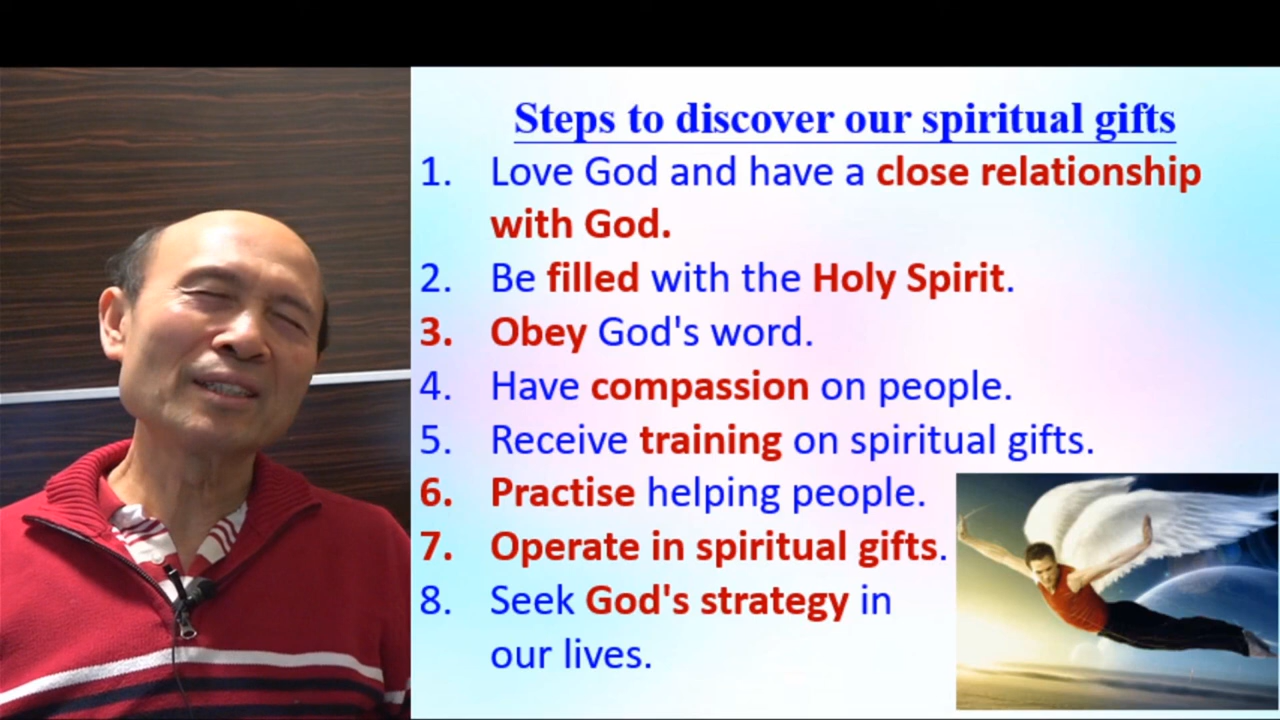 Steps to discover our spiritual gifts
1. Love God and have a close relationship
with God.
2. Be filled with the Holy Spirit.
3. Obey God's word.
4. Have compassion on people.
5. Receive training on spiritual gifts.
6. Practise helping people.
7. Operate in spiritual gifts.
8. Seek God's strategy in
our lives.